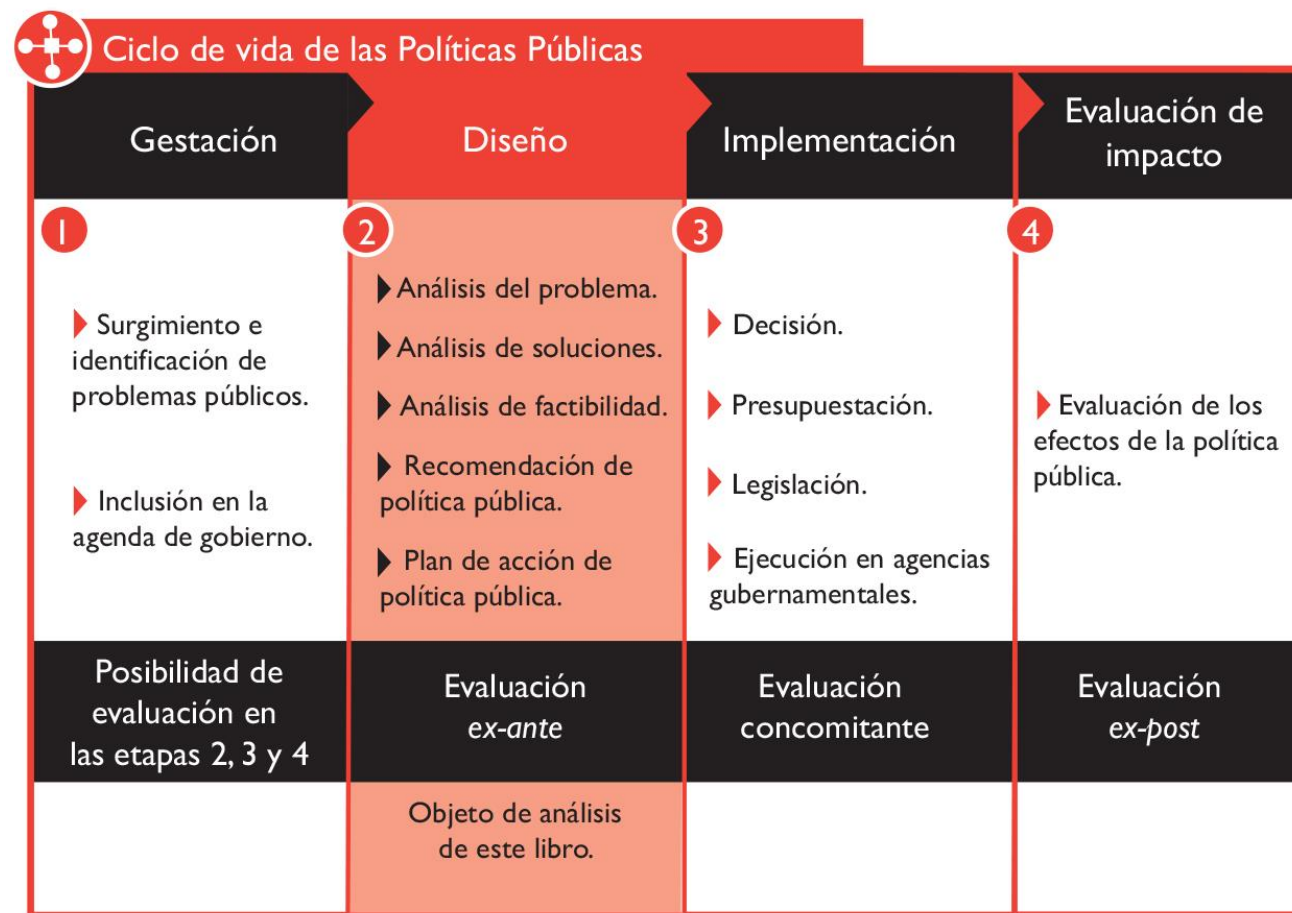 Ciclo de vida de las Políticas Públicas
Gestación
Diseño
Implementación
Evaluación de
impacto
1
Surgimiento e
identificación de
problemas públicos.
Inclusión en la
agenda de gobierno.
2
Análisis del problema.
Análisis de soluciones.
Análisis de factibilidad.
Recomendación de
política pública.
Plan de acción de
política pública.
3
Decisión.
Presupuestación.
Legislación.
Ejecución en agencias
gubernamentales.
4
Evaluación de los
efectos de la política
pública.
Posibilidad de
evaluación en
las etapas 2, 3 y 4
Evaluación
ex-ante
Evaluación
concomitante
Evaluación
ex-post
Objeto de análisis
de este libro.